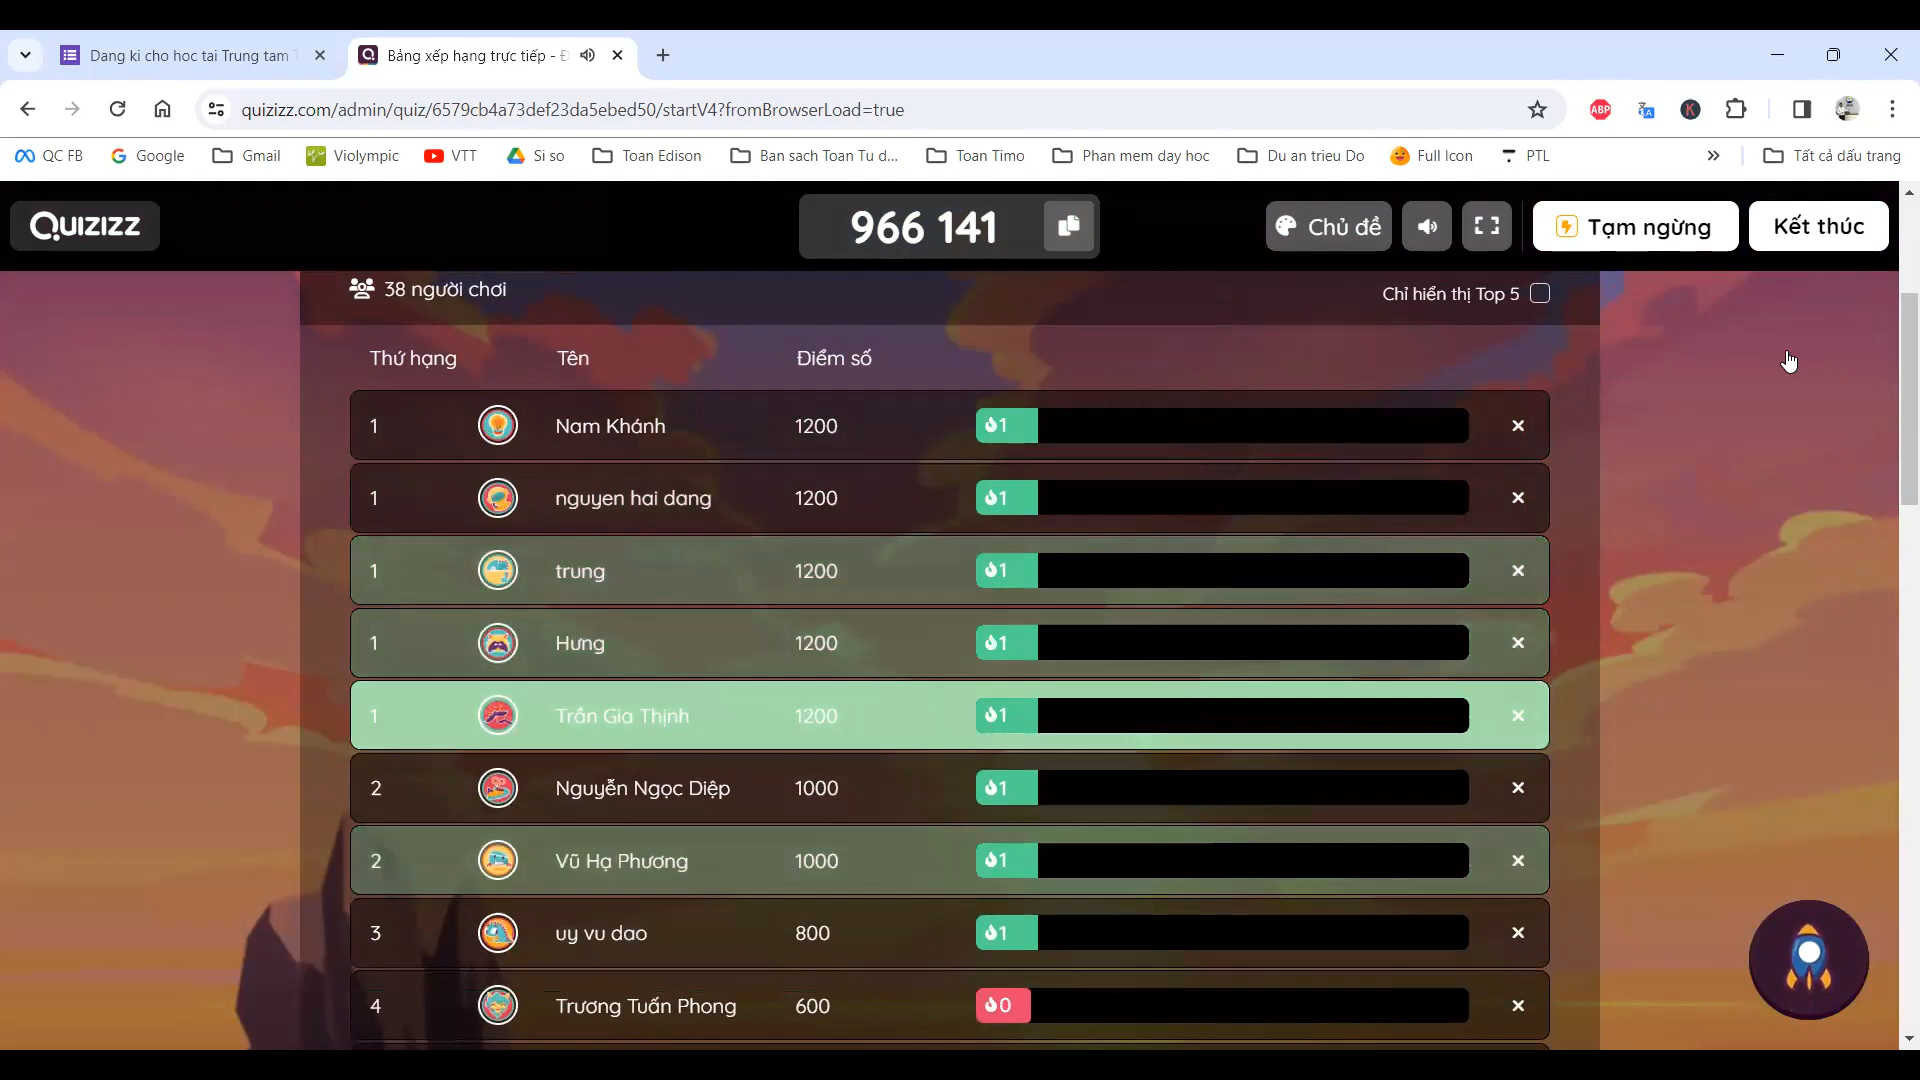 Dang ki cho hoc tai Trung tam T
Bảng xếp hạng trực tiếp - Đ
quizizz.com/admin/quiz/6579cb4a73def23da5ebed50/startV4?fromBrowserLoad=true
ABP
K
QC FB
Google
Gmail
Violympic
VTT
Si so
Toan Edison
Ban sach Toan Tu d...
Toan Timo
Phan mem day hoc
Du an trieu Do
Full Icon
PTL
Tất cả dấu trang
QUIZIZZ
966 141
Chủ đề
Tạm ngừng
Kết thúc
38 người chơi
Chỉ hiển thị Top 5
Thứ hạng Tên Điểm số
1 Nam Khánh 1200 1
1 nguyen hai dang 1200 1
1 trung 1200 1
1 Hưng 1200 1
1 Trần Gia Thịnh 1200 1
2 Nguyễn Ngọc Diệp 1000 1
2 Vũ Hạ Phương 1000 1
3 uy vu dao 800 1
4 Trương Tuấn Phong 600 0